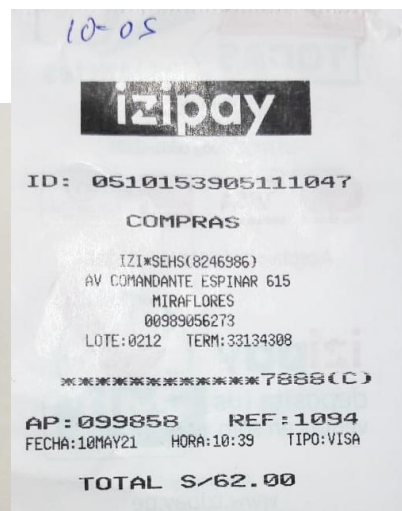 10-05
izipay
ID: 0510153905111047
COMPRAS
IZI*SEHS(8246986)
AV COMANDANTE ESPINAR 615
MIRAFLORES
00989056273
LOTE:0212 TERM:33134308
************7888(C)
AP:099858 REF:1094
FECHA:10MAY21 HORA:10:39 TIPO:VISA
TOTAL S/62.00